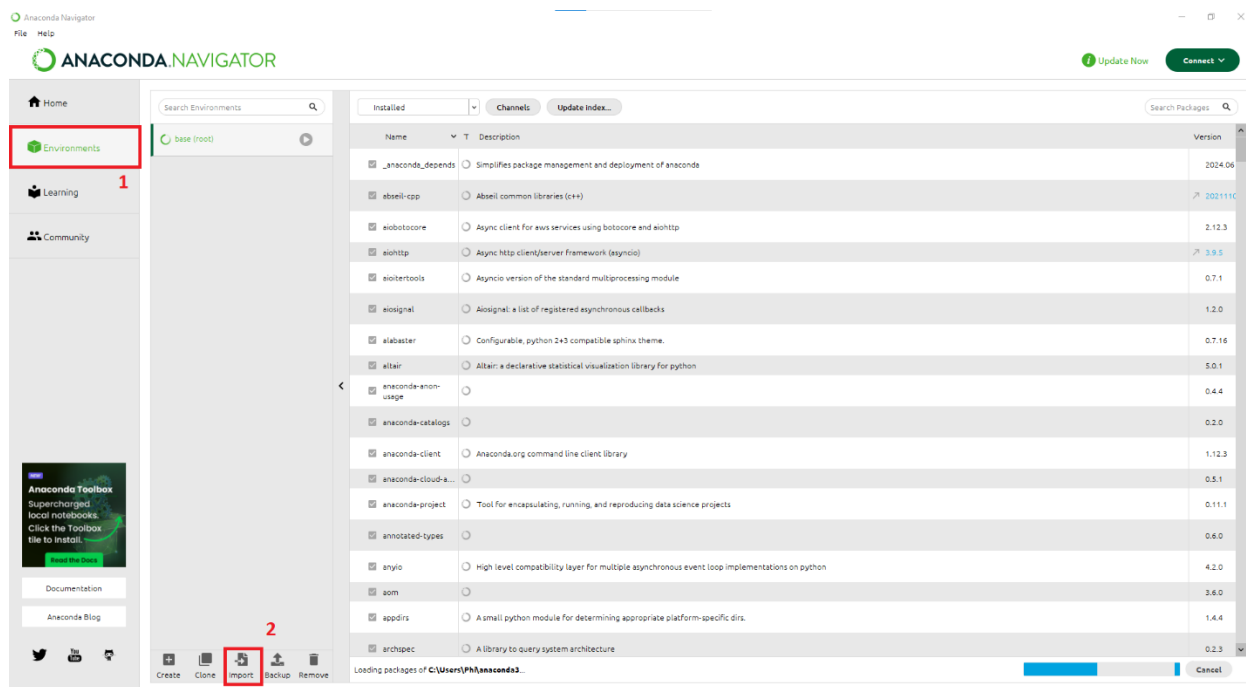 Anaconda Navigator
File Help
ANACONDA.NAVIGATOR
Update Now
Connect
Home
Environments
1
Learning
Community
NEW
Anaconda Toolbox
Supercharged
local notebooks.
Click the Toolbox
tile to install.
Read the Docs
Documentation
Anaconda Blog
You
Tube
Search Environments
base (root)
2
Create Clone Import Backup Remove
Installed Channels Update index... Search Packages
Name T Description Version
_anaconda_depends Simplifies package management and deployment of anaconda 2024.06
abseil-cpp Abseil common libraries (c++) 2021110
aiobotocore Async client for aws services using botocore and aiohttp 2.12.3
aiohttp Async http client/server framework (asyncio) 3.9.5
aioitertools Asyncio version of the standard multiprocessing module 0.7.1
aiosignal Aiosignal: a list of registered asynchronous callbacks 1.2.0
alabaster Configurable, python 2+3 compatible sphinx theme. 0.7.16
altair Altair: a declarative statistical visualization library for python 5.0.1
anaconda-anon-
usage 0.4.4
anaconda-catalogs 0.2.0
anaconda-client Anaconda.org command line client library 1.12.3
anaconda-cloud-a... 0.5.1
anaconda-project Tool for encapsulating, running, and reproducing data science projects 0.11.1
annotated-types 0.6.0
anyio High level compatibility layer for multiple asynchronous event loop implementations on python 4.2.0
aom 3.6.0
appdirs A small python module for determining appropriate platform-specific dirs. 1.4.4
archspec A library to query system architecture 0.2.3
Loading packages of C:\Users\Phi\anaconda3... Cancel